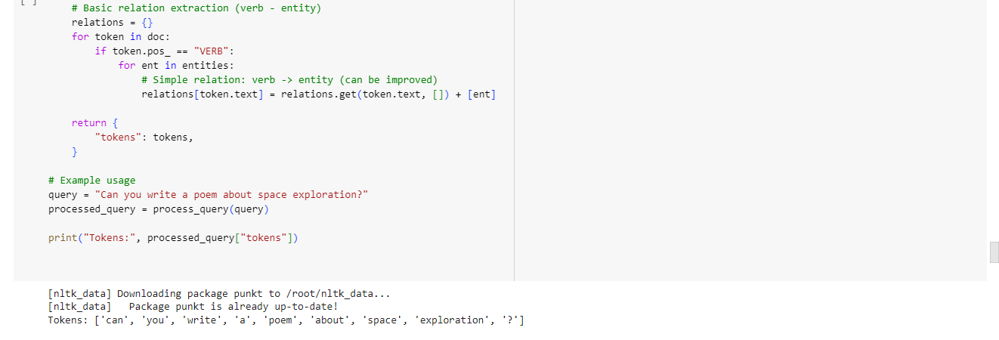 [ ]
# Basic relation extraction (verb - entity)
relations = {}
for token in doc:
if token.pos_ == "VERB":
for ent in entities:
# Simple relation: verb -> entity (can be improved)
relations[token.text] = relations.get(token.text, []) + [ent]
return {
"tokens": tokens,
}
# Example usage
query = "Can you write a poem about space exploration?"
processed_query = process_query(query)
print("Tokens:", processed_query["tokens"])
[nltk_data] Downloading package punkt to /root/nltk_data...
[nltk_data]   Package punkt is already up-to-date!
Tokens: ['can', 'you', 'write', 'a', 'poem', 'about', 'space', 'exploration', '?']